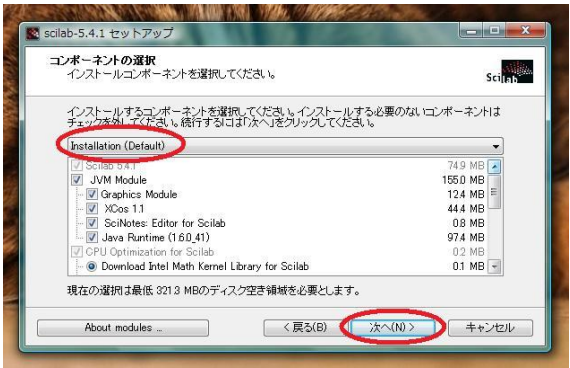 scilab-5.4.1 セットアップ
コンポーネントの選択
インストールコンポーネントを選択してください。
Scilab
インストールするコンポーネントを選択してください。インストールする必要のないコンポーネントは
チェックを外してください。続行するには「次へ」をクリックしてください。
Installation (Default)
Scilab 5.4.1 74.9 MB
JVM Module 155.0 MB
Graphics Module 12.4 MB
XCos 1.1 44.4 MB
SciNotes: Editor for Scilab 0.8 MB
Java Runtime (1.6.0_41) 97.4 MB
CPU Optimization for Scilab 0.2 MB
Download Intel Math Kernel Library for Scilab 0.1 MB
現在の選択は最低 321.3 MBのディスク空き領域を必要とします。
About modules ... < 戻る(B) 次へ(N) > キャンセル